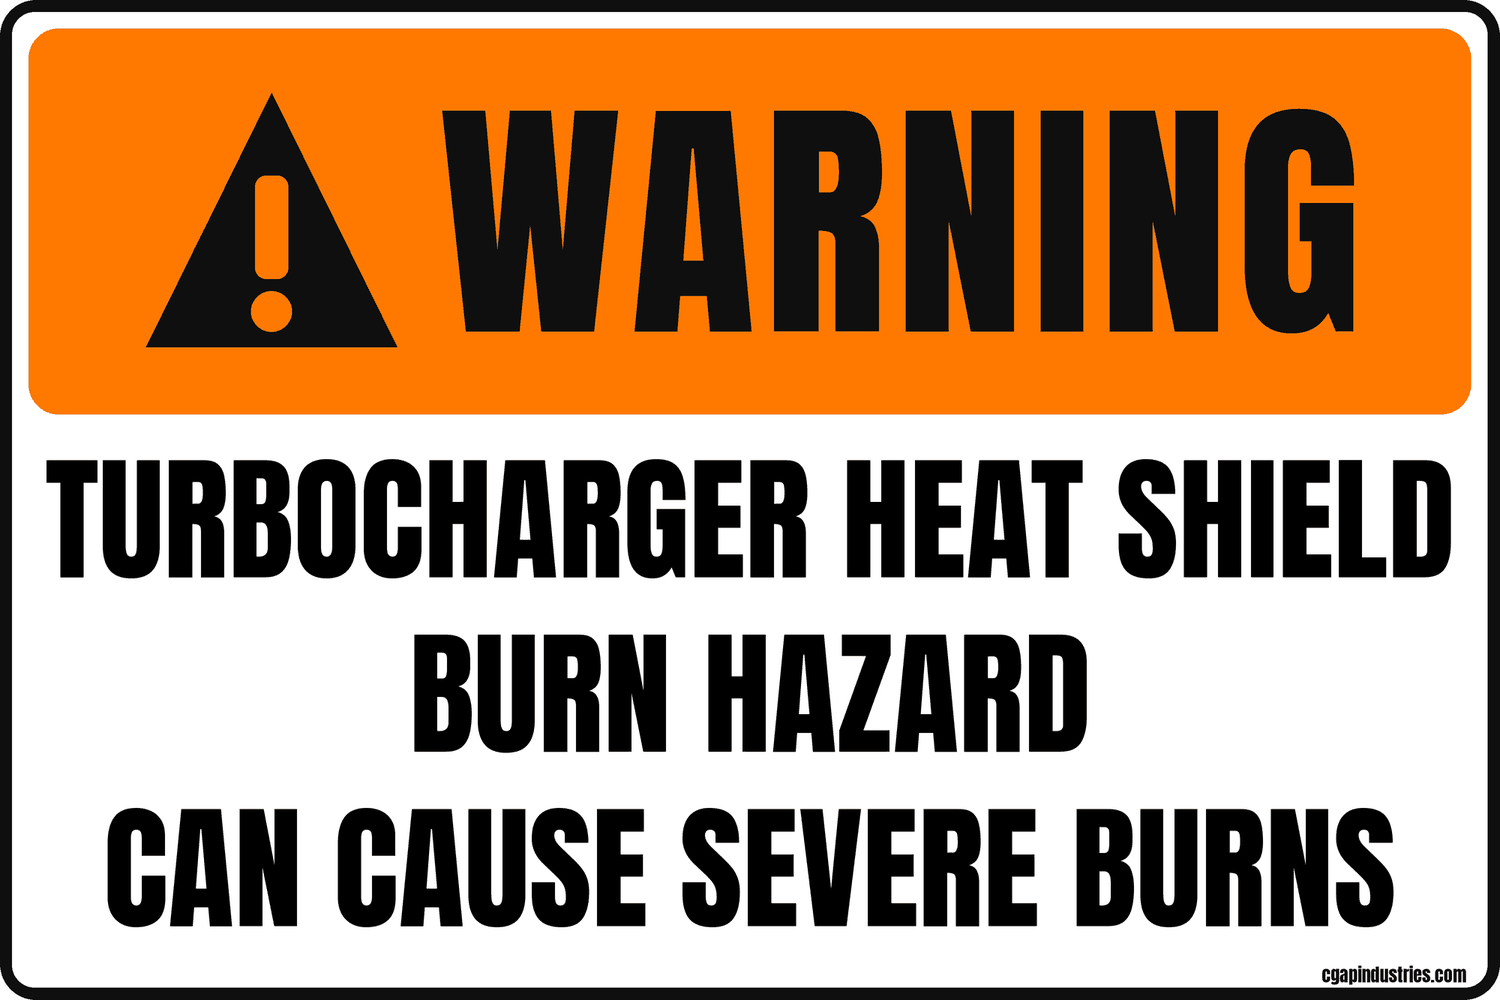 WARNING
TURBOCHARGER HEAT SHIELD
BURN HAZARD
CAN CAUSE SEVERE BURNS
cgapindustries.com